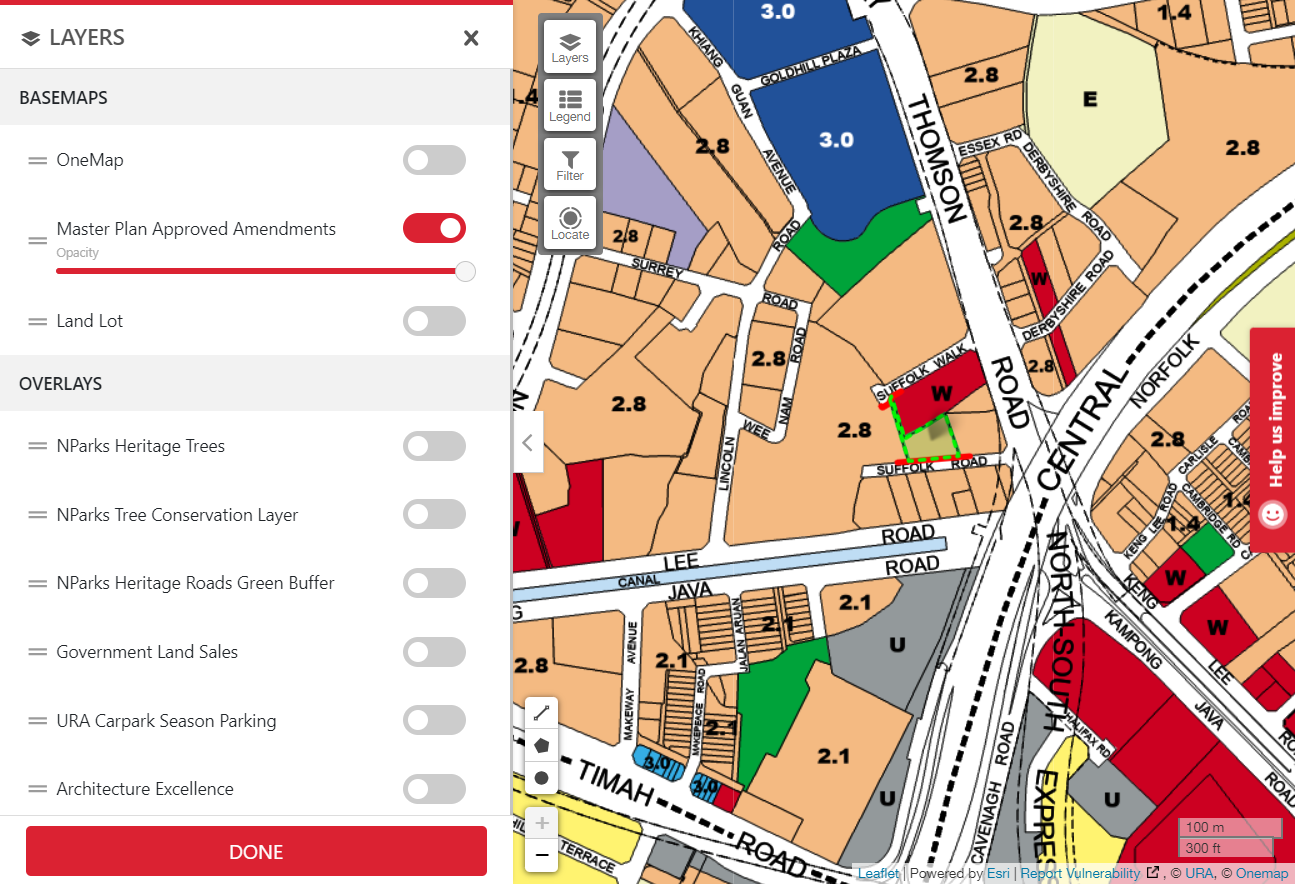 LAYERS
BASEMAPS
OneMap
Master Plan Approved Amendments
Opacity
Land Lot
OVERLAYS
NParks Heritage Trees
NParks Tree Conservation Layer
NParks Heritage Roads Green Buffer
Government Land Sales
URA Carpark Season Parking
Architecture Excellence
DONE
Layers
Legend
Filter
Locate
3.0
1.4
KHIANG
GUAN
AVENUE
GOLDHILL PLAZA
2.8
E
3.0
THOMSON
ROAD
ESSEX RD
DERBYSHIRE
ROAD
2.8
2.8
2.8
2.8
ROAD
SURREY
ROAD
W
DERBYSHIRE ROAD
2.8
2.8
ROAD
NAM
WEE
LINCOLN
2.8
SUFFOLK WALK
W
2.8
SUFFOLK ROAD
CENTRAL
NORFOLK
2.8
CARLISLE
CAMBRIDGE RD
KENG LEE ROAD
1.4
W
LEE ROAD
CANAL
JAVA ROAD
NORTH-SOUTH
EXPRES
KENG
LEE
W
KAMPONG
JAVA
ROAD
2.1
2.1
2.1
2.1
2.1
2.8
MAKEWAY AVENUE
JALAN ARUAN
MAKEPEACE ROAD
U
U
U
3.0
3.0
TIMAH ROAD
TERRACE
CAVENAGH ROAD
HALIFAX RD
Help us improve
100 m
300 ft
Leaflet | Powered by Esri | Report Vulnerability , © URA, © Onemap